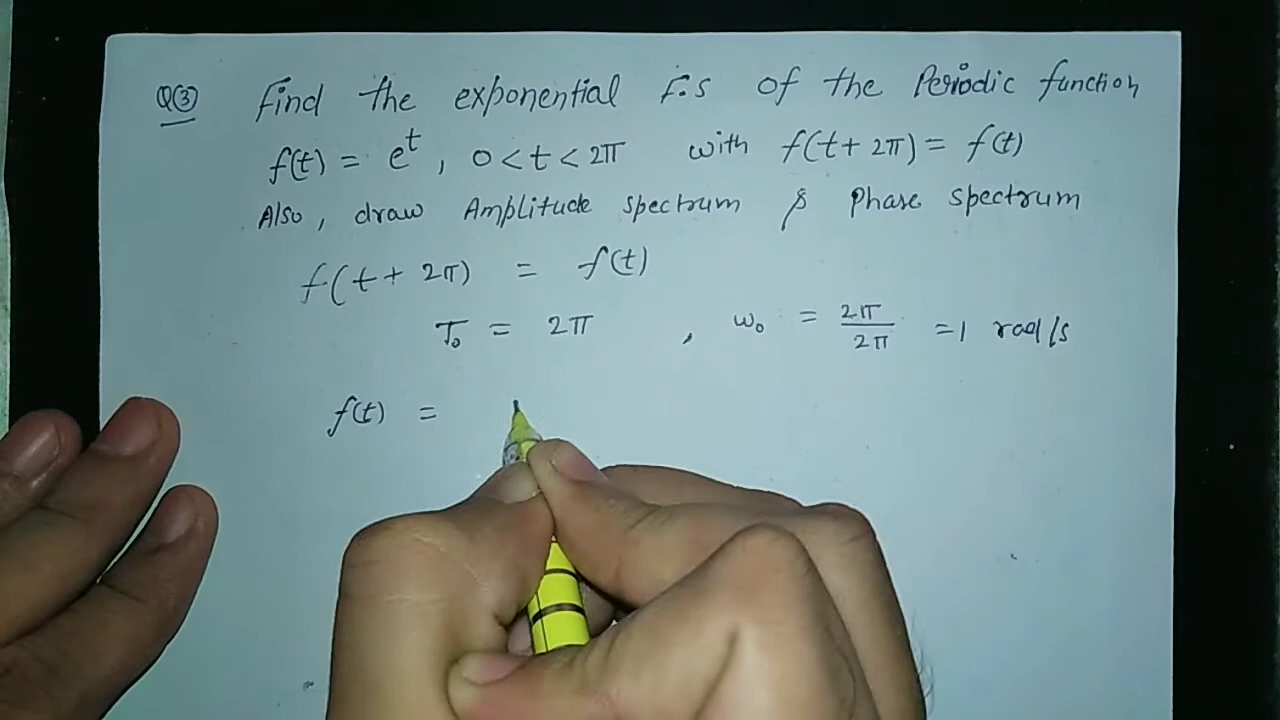 Q③ Find the exponential F.S of the Periodic function
f(t) = e^t , 0 < t < 2π with f(t + 2π) = f(t)
Also , draw Amplitude spectrum & Phase spectrum
f(t + 2π) = f(t)
T₀ = 2π , ω₀ = 2π/2π = 1 rad/s
f(t) =